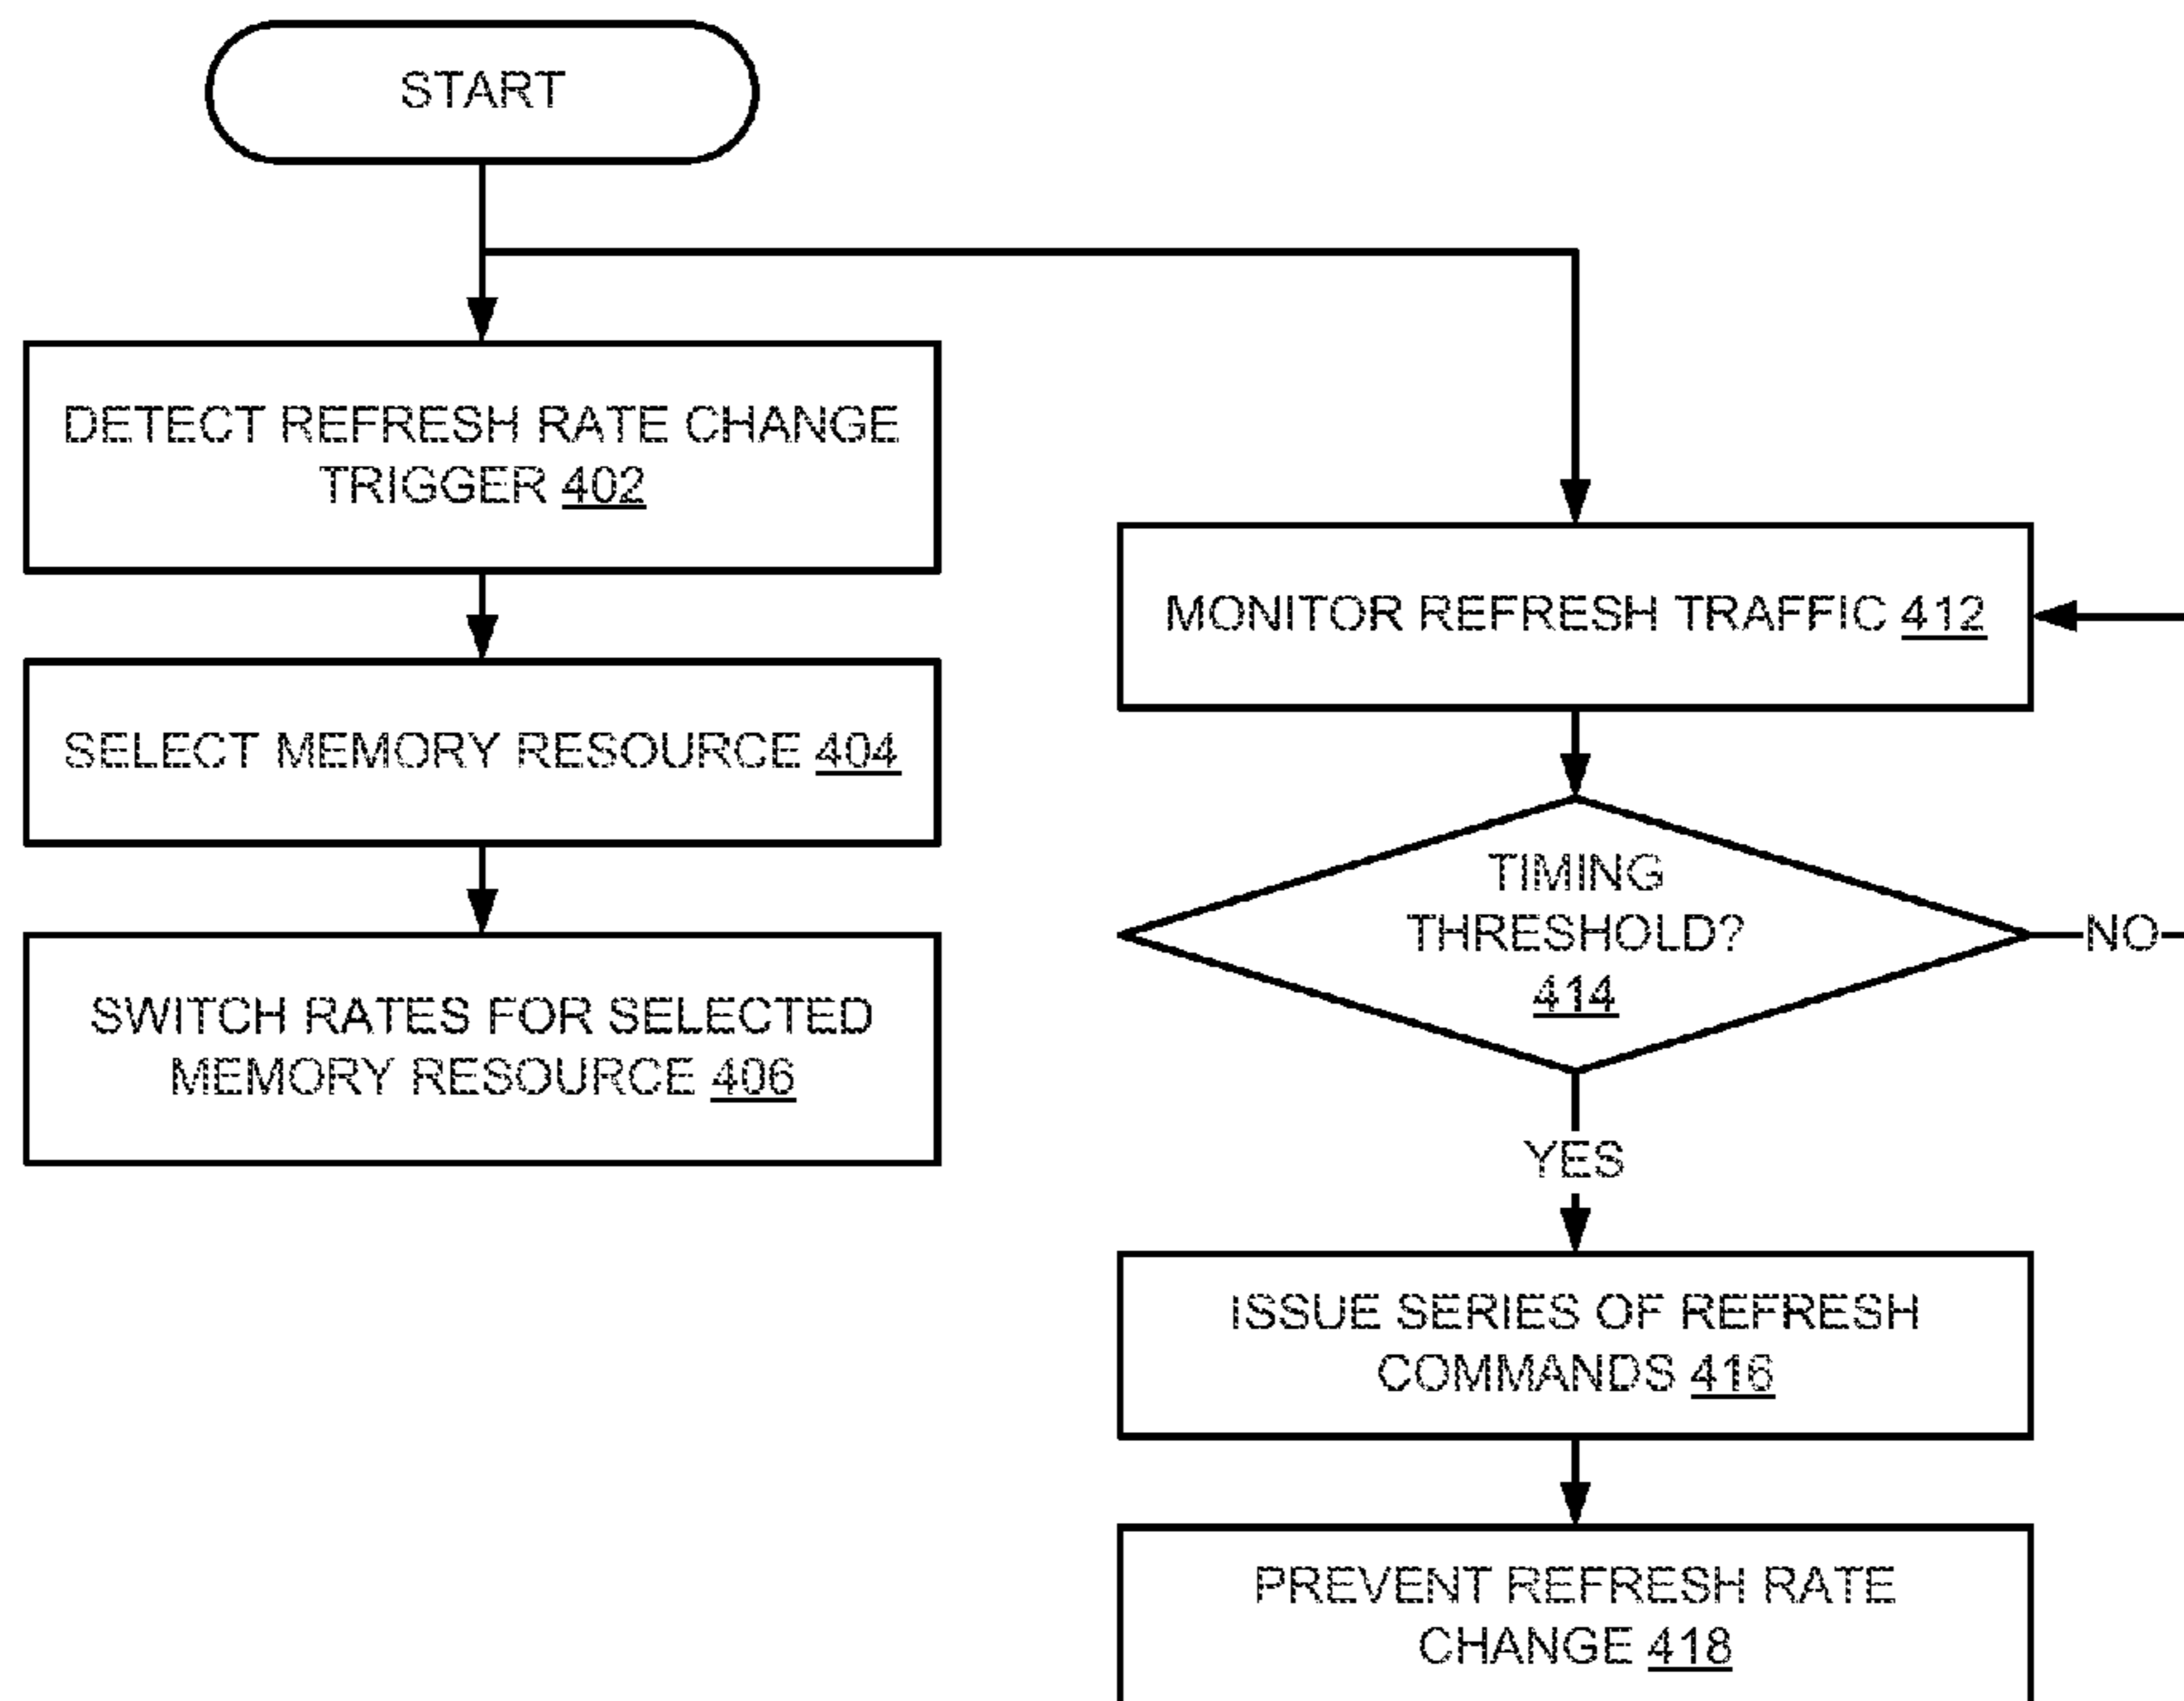 START
DETECT REFRESH RATE CHANGE
TRIGGER 402
SELECT MEMORY RESOURCE 404
SWITCH RATES FOR SELECTED
MEMORY RESOURCE 406
MONITOR REFRESH TRAFFIC 412
TIMING
THRESHOLD?
414
NO
YES
ISSUE SERIES OF REFRESH
COMMANDS 416
PREVENT REFRESH RATE
CHANGE 418